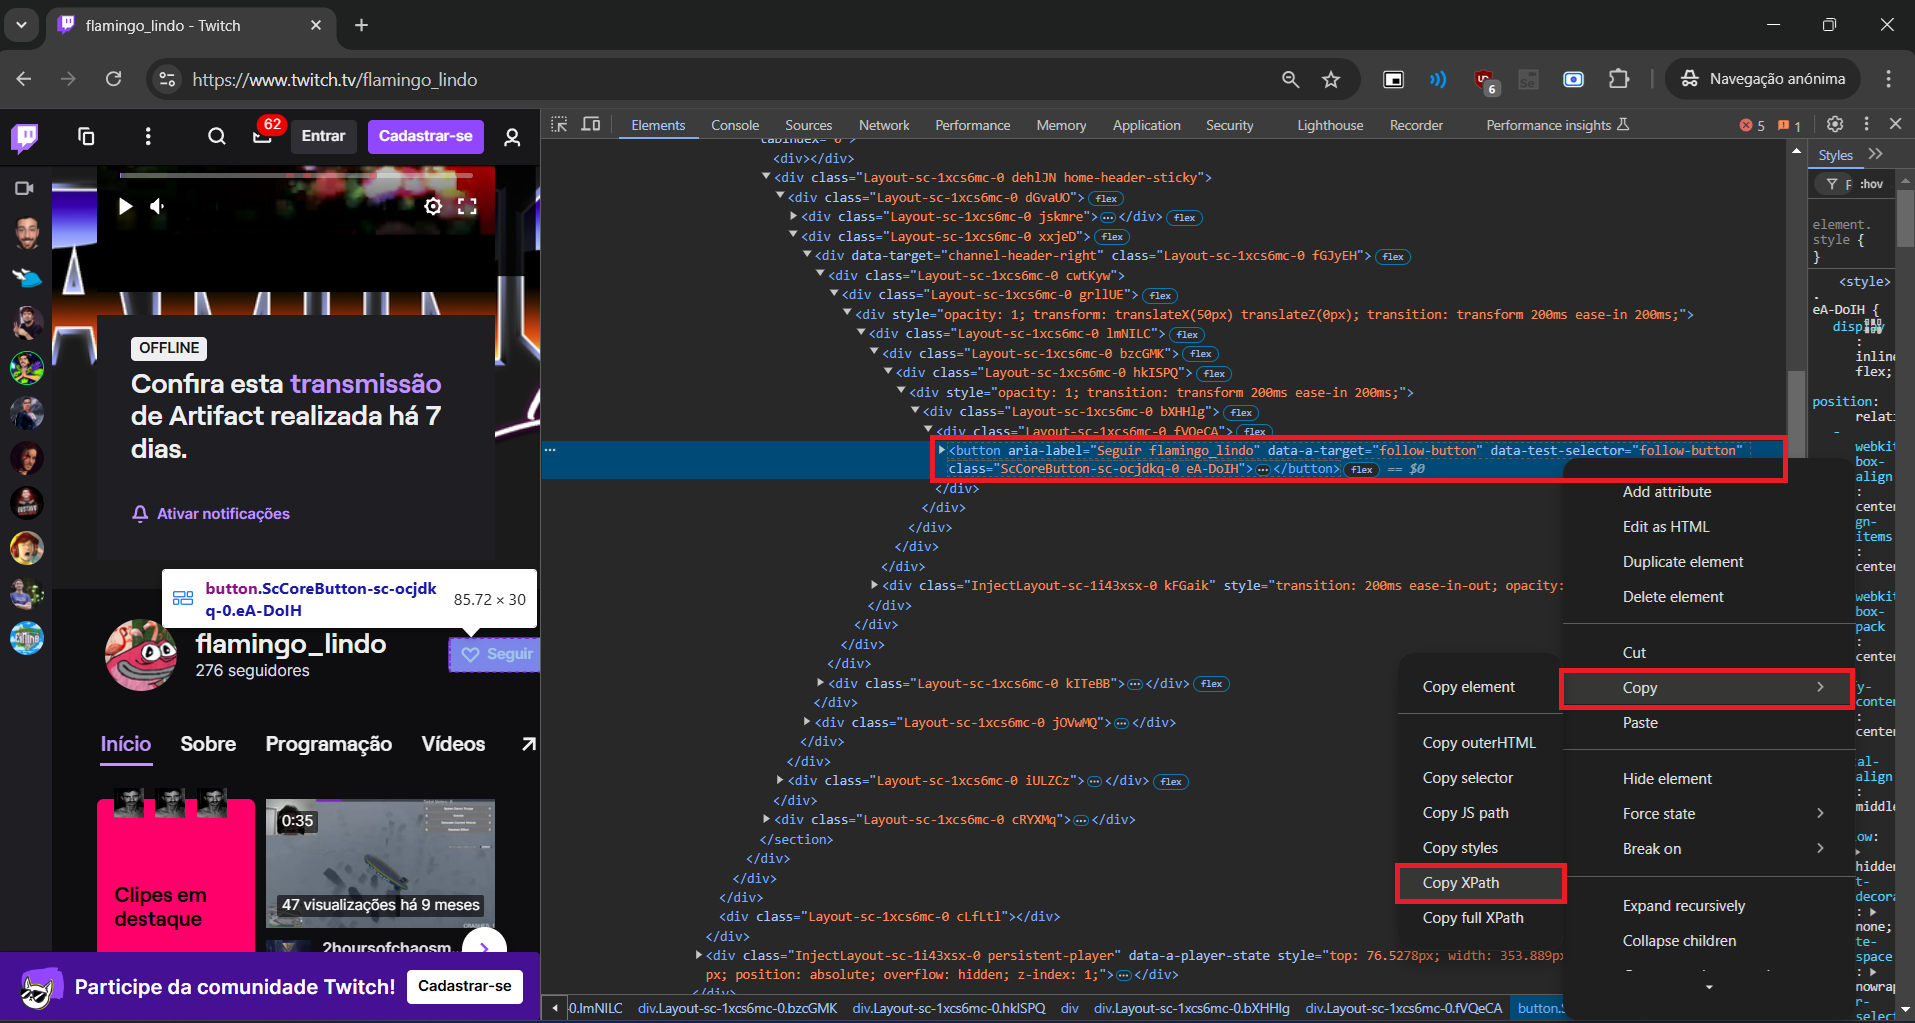 flamingo_lindo - Twitch
https://www.twitch.tv/flamingo_lindo
6
Navegação anónima
62
Entrar
Cadastrar-se
Elements Console Sources Network Performance Memory Application Security Lighthouse Recorder Performance insights
5 1
Styles
:hov
<div></div>
<div class="Layout-sc-1xcs6mc-0 dehlJN home-header-sticky">
<div class="Layout-sc-1xcs6mc-0 dGvaUO"> flex
<div class="Layout-sc-1xcs6mc-0 jskmre"> </div> flex
<div class="Layout-sc-1xcs6mc-0 xxjeD"> flex
<div data-target="channel-header-right" class="Layout-sc-1xcs6mc-0 fGJyEH"> flex
<div class="Layout-sc-1xcs6mc-0 cwtKyw">
<div class="Layout-sc-1xcs6mc-0 grllUE"> flex
<div style="opacity: 1; transform: translateX(50px) translateZ(0px); transition: transform 200ms ease-in 200ms;">
<div class="Layout-sc-1xcs6mc-0 lmNILC"> flex
<div class="Layout-sc-1xcs6mc-0 bzcGMK"> flex
<div class="Layout-sc-1xcs6mc-0 hkISPQ"> flex
<div style="opacity: 1; transition: transform 200ms ease-in 200ms;">
<div class="Layout-sc-1xcs6mc-0 bXHHlg"> flex
<div class="Layout-sc-1xcs6mc-0 fVQeCA"> flex
<button aria-label="Seguir flamingo_lindo" data-a-target="follow-button" data-test-selector="follow-button"
class="ScCoreButton-sc-ocjdkq-0 eA-DoIH"> </button> flex == $0
</div>
</div>
</div>
</div>
</div>
<div class="InjectLayout-sc-1i43xsx-0 kFGaik" style="transition: 200ms ease-in-out; opacity:
</div>
</div>
</div>
</div>
<div class="Layout-sc-1xcs6mc-0 kITeBB"> </div> flex
</div>
<div class="Layout-sc-1xcs6mc-0 jOVwMQ"> </div>
</div>
</div>
<div class="Layout-sc-1xcs6mc-0 iULZCz"> </div> flex
</div>
<div class="Layout-sc-1xcs6mc-0 cRYXMq"> </div>
</section>
</div>
</div>
</div>
<div class="Layout-sc-1xcs6mc-0 cLfLtl"></div>
</div>
<div class="InjectLayout-sc-1i43xsx-0 persistent-player" data-a-player-state style="top: 76.5278px; width: 353.889px
px; position: absolute; overflow: hidden; z-index: 1;"> </div>
0.lmNILC div.Layout-sc-1xcs6mc-0.bzcGMK div.Layout-sc-1xcs6mc-0.hkISPQ div div.Layout-sc-1xcs6mc-0.bXHHlg div.Layout-sc-1xcs6mc-0.fVQeCA button.
OFFLINE
Confira esta transmissão
de Artifact realizada há 7
dias.
Ativar notificações
button.ScCoreButton-sc-ocjdk
q-0.eA-DoIH
85.72 × 30
flamingo_lindo
276 seguidores
Seguir
Início Sobre Programação Vídeos
Clipes em
destaque
0:35
47 visualizações há 9 meses
2hoursofchaosm...
Participe da comunidade Twitch!
Cadastrar-se
Add attribute
Edit as HTML
Duplicate element
Delete element
Cut
Copy
Paste
Hide element
Force state
Break on
Expand recursively
Collapse children
Copy element
Copy outerHTML
Copy selector
Copy JS path
Copy styles
Copy XPath
Copy full XPath
element.
style {
}
<style>
.
eA-DoIH {
:
inline
flex;
position: